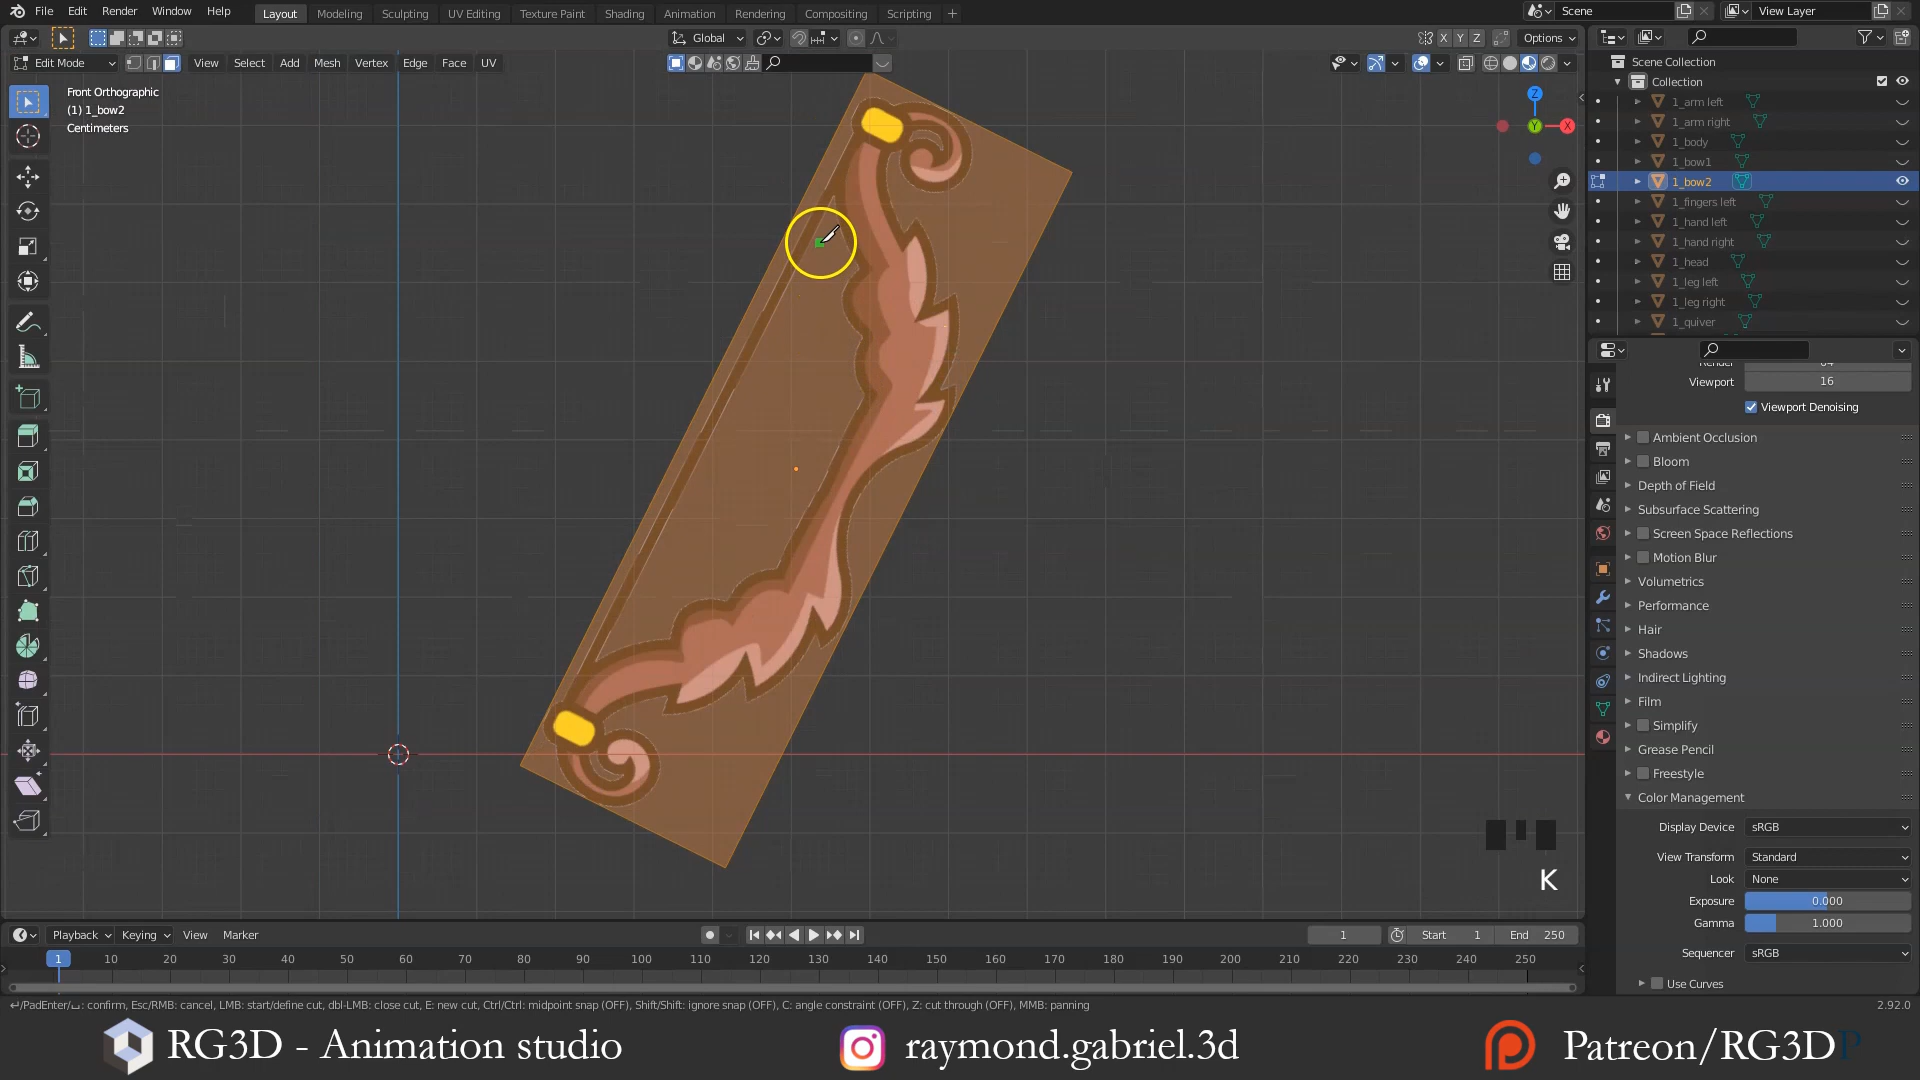 File Edit Render Window Help Layout Modeling Sculpting UV Editing Texture Paint Shading Animation Rendering Compositing Scripting + Scene View Layer
Global X Y Z Options
Edit Mode View Select Add Mesh Vertex Edge Face UV
Front Orthographic
(1) 1_bow2
Centimeters
Z
Y
X
Scene Collection
Collection
1_arm left
1_arm right
1_body
1_bow1
1_bow2
1_fingers left
1_hand left
1_hand right
1_head
1_leg left
1_leg right
1_quiver
Viewport 16
Viewport Denoising
Ambient Occlusion
Bloom
Depth of Field
Subsurface Scattering
Screen Space Reflections
Motion Blur
Volumetrics
Performance
Hair
Shadows
Indirect Lighting
Film
Simplify
Grease Pencil
Freestyle
Color Management
Display Device sRGB
View Transform Standard
Look None
Exposure 0.000
Gamma 1.000
Sequencer sRGB
Use Curves
K
Playback Keying View Marker 1 Start 1 End 250
1 10 20 30 40 50 60 70 80 90 100 110 120 130 140 150 160 170 180 190 200 210 220 230 240 250
/PadEnter/␣: confirm, Esc/RMB: cancel, LMB: start/define cut, dbl-LMB: close cut, E: new cut, Ctrl/Ctrl: midpoint snap (OFF), Shift/Shift: ignore snap (OFF), C: angle constraint (OFF), Z: cut through (OFF), MMB: panning 2.92.0
RG3D - Animation studio raymond.gabriel.3d Patreon/RG3DP